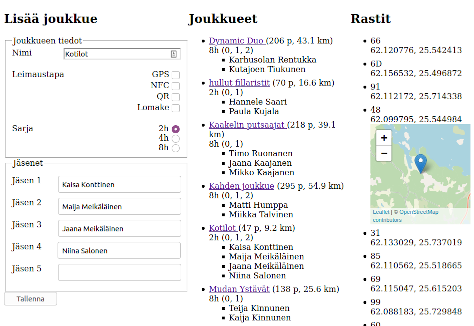 Lisää joukkue
Joukkueen tiedot
Nimi Kotilot
Leimaustapa GPS
NFC
QR
Lomake
Sarja 2h
4h
8h
Jäsenet
Jäsen 1 Kaisa Konttinen
Jäsen 2 Maija Meikäläinen
Jäsen 3 Jaana Meikäläinen
Jäsen 4 Niina Salonen
Jäsen 5
Tallenna
Joukkueet
Dynamic Duo (206 p, 43.1 km)
8h (0, 1, 2)
Karhusolan Rentukka
Kutajoen Tiukunen
hullut fillaristit (70 p, 16.6 km)
2h (0, 1)
Hannele Saari
Paula Kujala
Kaakelin putsaajat (218 p, 39.1
km)
8h (0, 1)
Timo Ruonanen
Jaana Kaajanen
Mikko Kaajanen
Kahden joukkue (295 p, 54.9 km)
8h (0, 1)
Matti Humppa
Miikka Talvinen
Kotilot (47 p, 9.2 km)
2h (0, 1, 2)
Kaisa Konttinen
Maija Meikäläinen
Jaana Meikäläinen
Niina Salonen
Mudan Ystävät (138 p, 25.6 km)
8h (0, 1)
Teija Kinnunen
Kaija Kinnunen
Rastit
66
62.120776, 25.542413
6D
62.156532, 25.496872
91
62.112172, 25.714338
48
62.099795, 25.544984
+
−
Leaflet | © OpenStreetMap
contributors
31
62.133029, 25.737019
85
62.110562, 25.518665
69
62.115047, 25.615203
99
62.088183, 25.729848
60